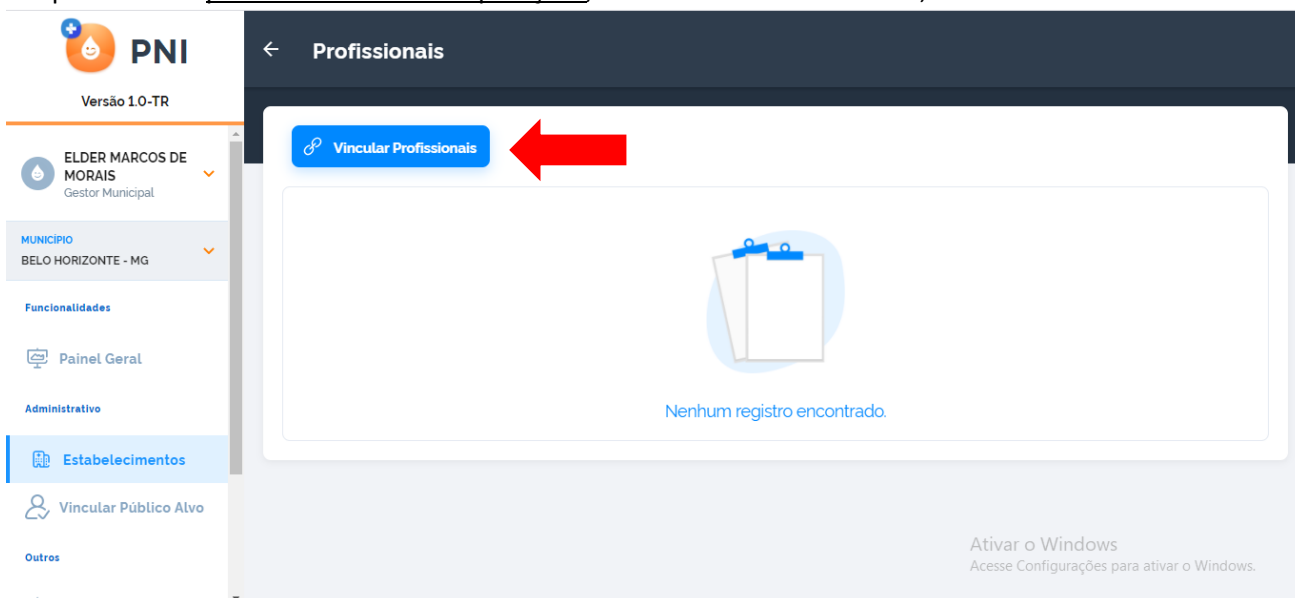 PNI
Versão 1.0-TR
ELDER MARCOS DE
MORAIS
Gestor Municipal
MUNICÍPIO
BELO HORIZONTE - MG
Funcionalidades
Painel Geral
Administrativo
Estabelecimentos
Vincular Público Alvo
Outros
Profissionais
Vincular Profissionais
Nenhum registro encontrado.
Ativar o Windows
Acesse Configurações para ativar o Windows.